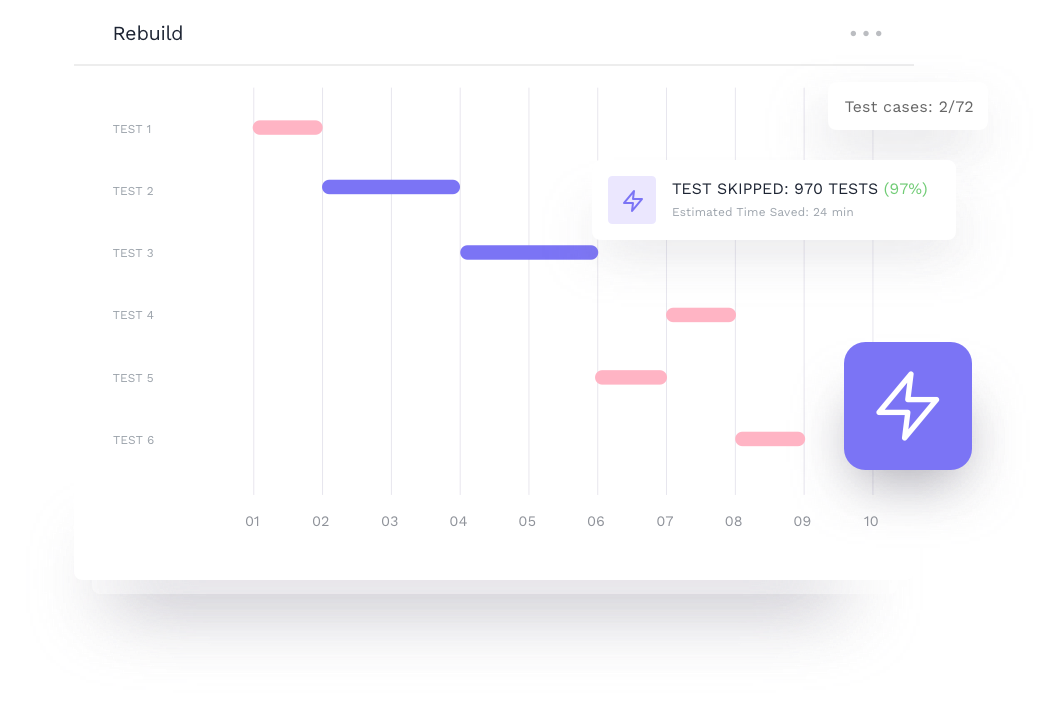 Rebuild
Test cases: 2/72
TEST 1
TEST SKIPPED: 970 TESTS (97%)
TEST 2
Estimated Time Saved: 24 min
TEST 3
TEST 4
TEST 5
TEST 6
01 02 03 04 05 06 07 08 09 10